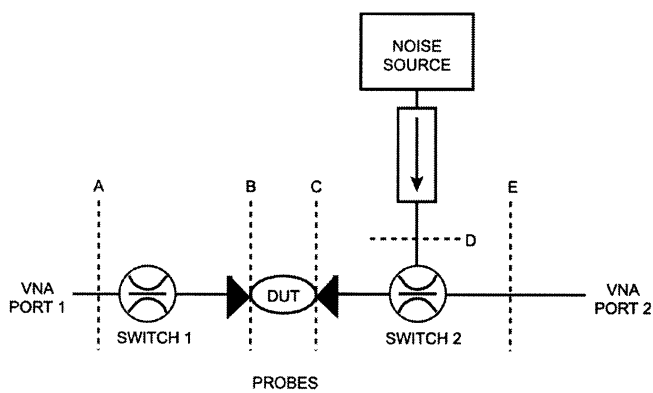 NOISE
SOURCE
A
B
C
E
D
VNA
PORT 1
DUT
VNA
PORT 2
SWITCH 1
SWITCH 2
PROBES